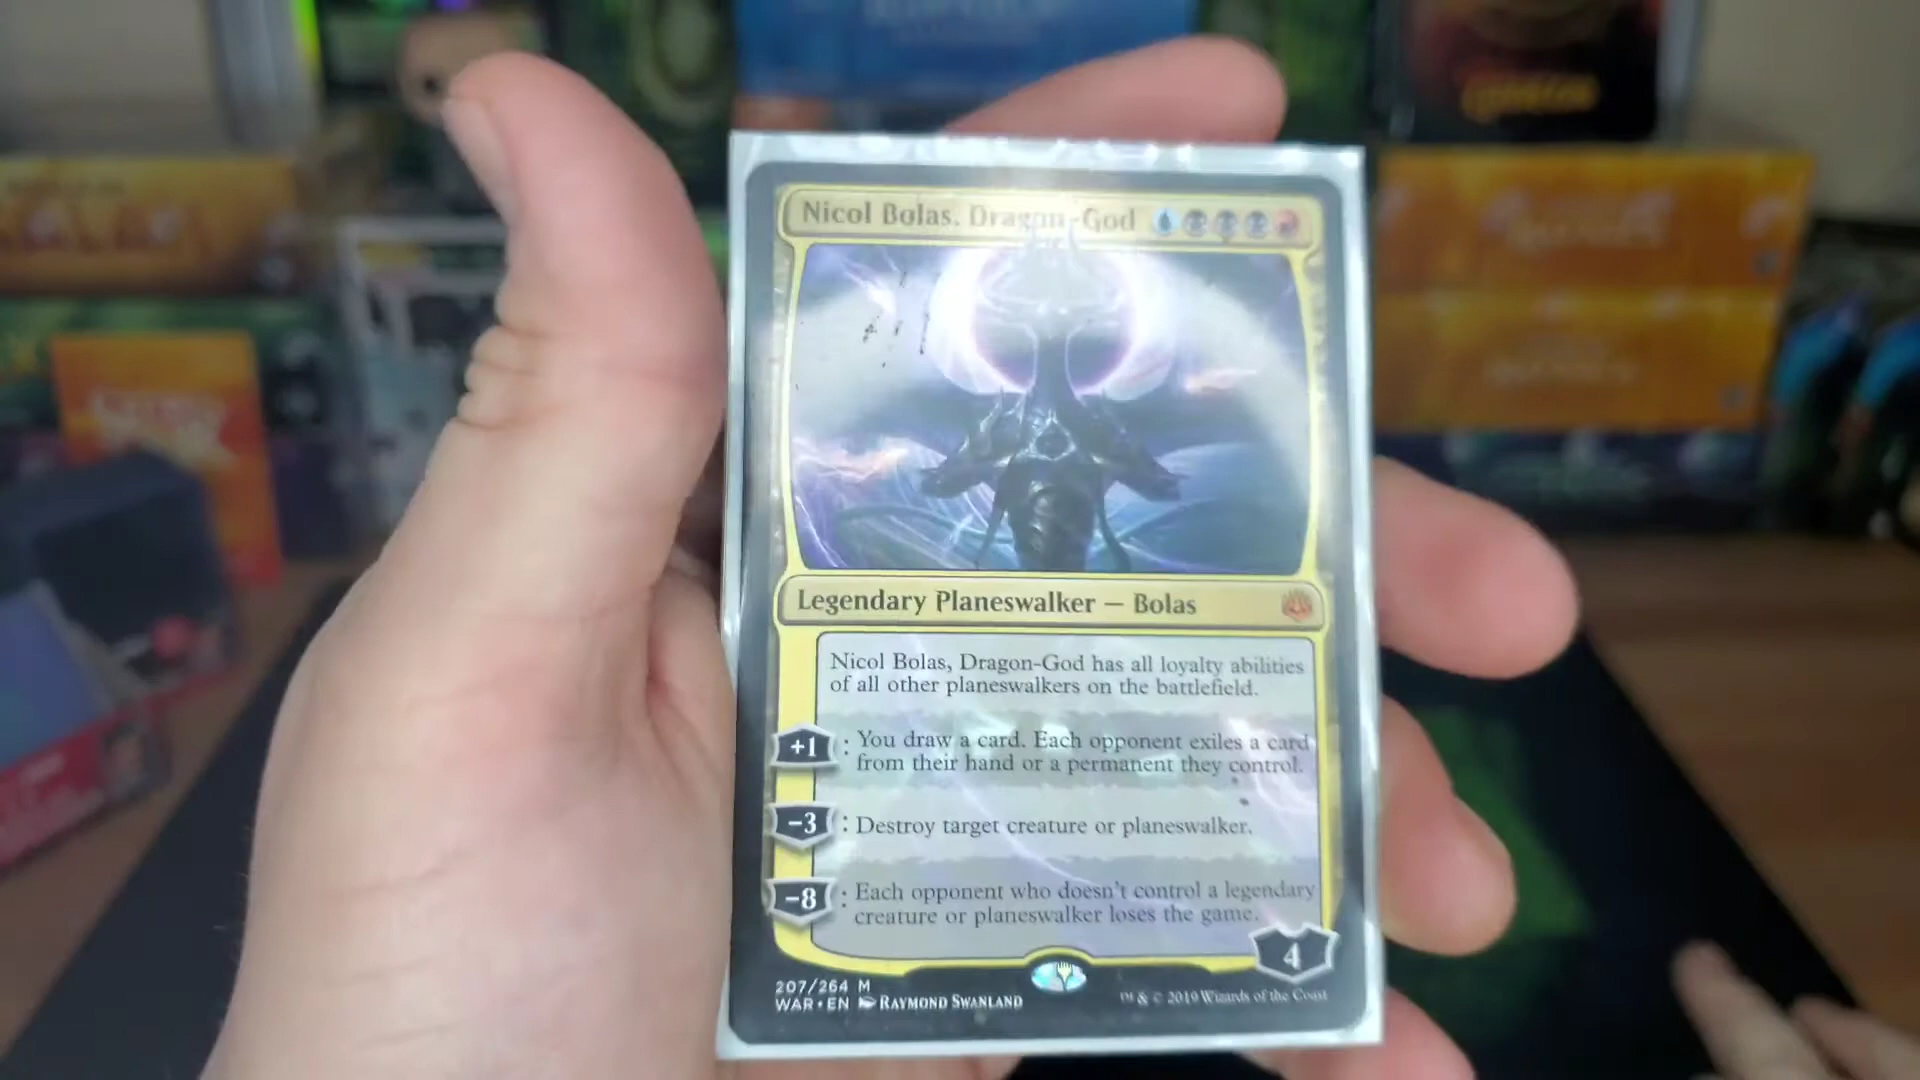 Nicol Bolas, Dragon-God
Legendary Planeswalker — Bolas
Nicol Bolas, Dragon-God has all loyalty abilities
of all other planeswalkers on the battlefield.
+1 : You draw a card. Each opponent exiles a card
from their hand or a permanent they control.
−3 : Destroy target creature or planeswalker.
−8 : Each opponent who doesn't control a legendary
creature or planeswalker loses the game.
4
207/264 M
WAR • EN RAYMOND SWANLAND
™ & © 2019 Wizards of the Coast